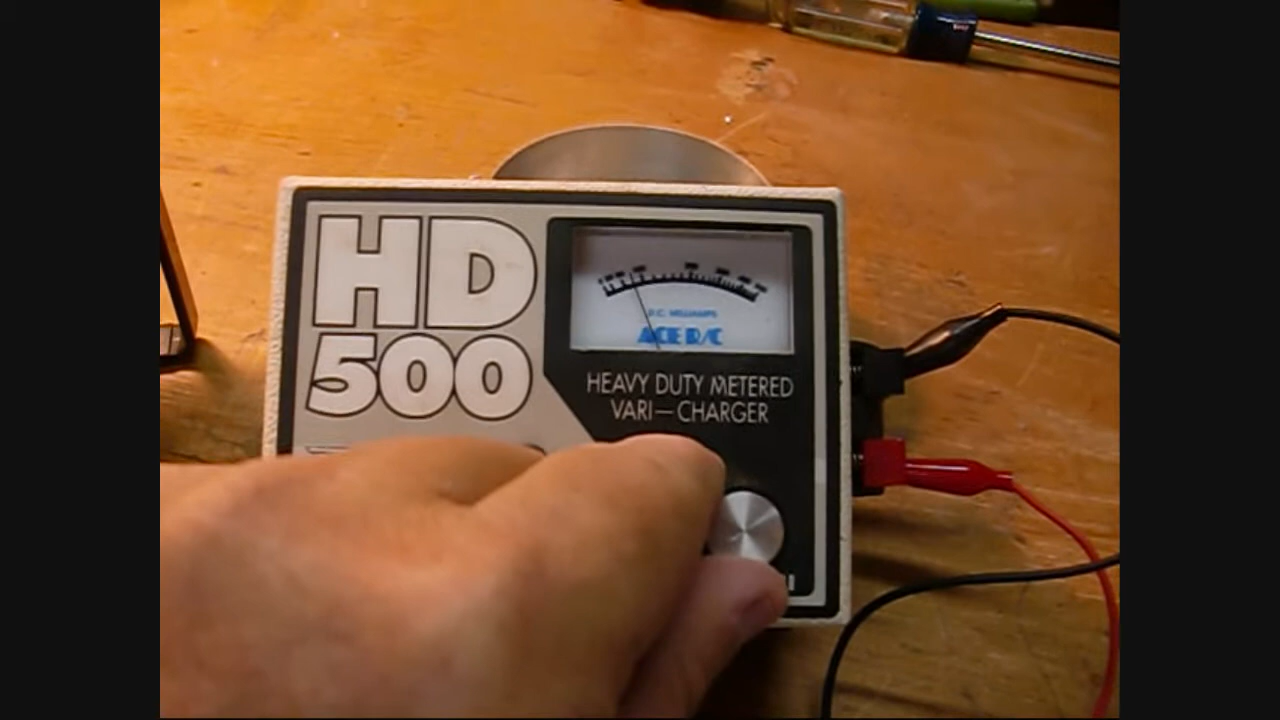 HD
500
D.C. MILLIAMPS
ACE R/C
HEAVY DUTY METERED
VARI-CHARGER